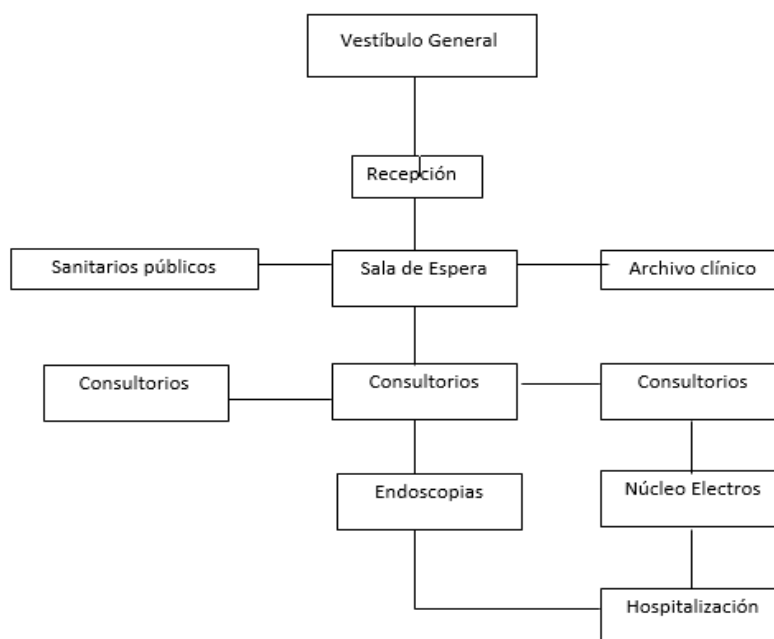 Vestíbulo General
Recepción
Sanitarios públicos
Sala de Espera
Archivo clínico
Consultorios
Consultorios
Consultorios
Endoscopias
Núcleo Electros
Hospitalización